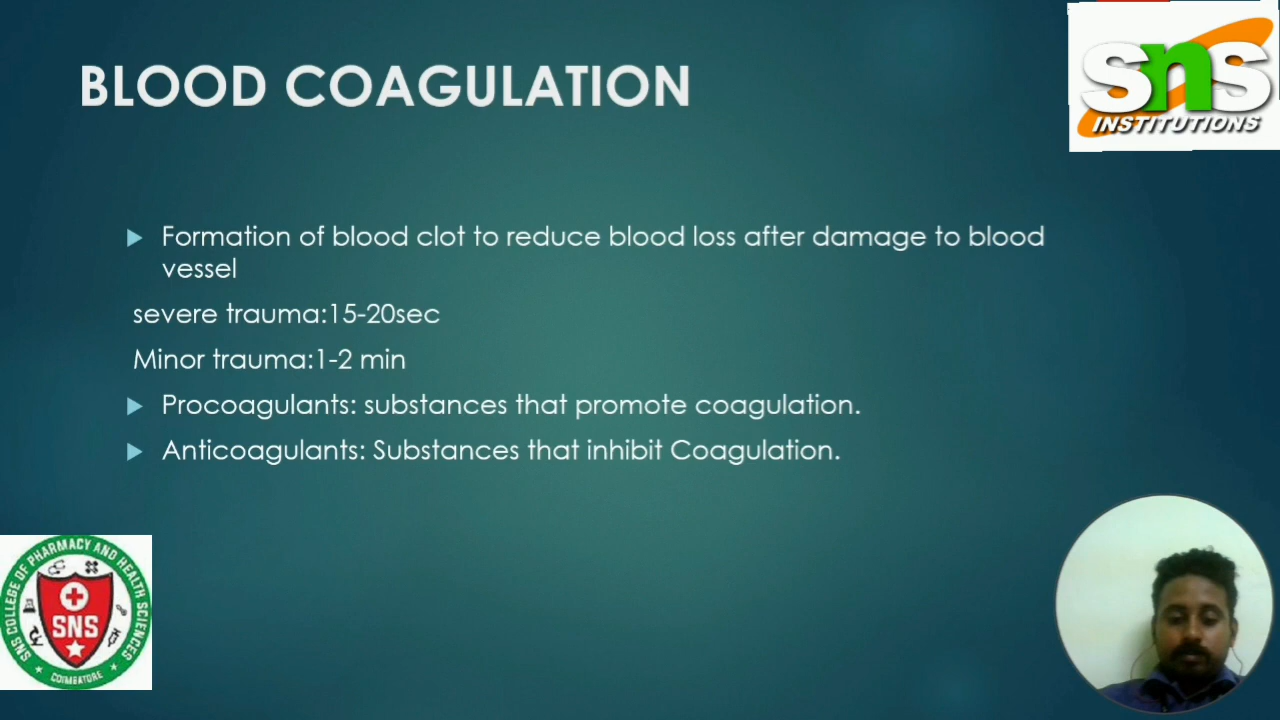 BLOOD COAGULATION
sns
INSTITUTIONS
Formation of blood clot to reduce blood loss after damage to blood
vessel
severe trauma:15-20sec
Minor trauma:1-2 min
Procoagulants: substances that promote coagulation.
Anticoagulants: Substances that inhibit Coagulation.
SNS COLLEGE OF PHARMACY AND HEALTH SCIENCES
SNS
COIMBATORE